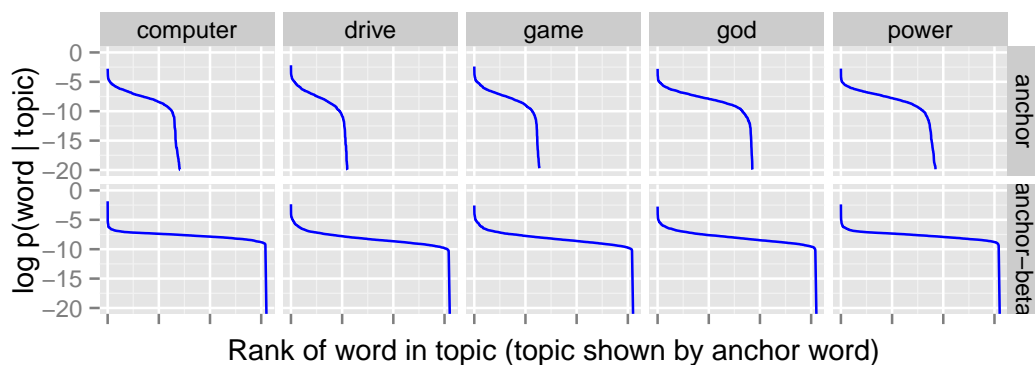 computer drive game god power
0
−5
−10
−15
−20
anchor
0
−5
−10
−15
−20
anchor−beta
log p(word | topic)
Rank of word in topic (topic shown by anchor word)